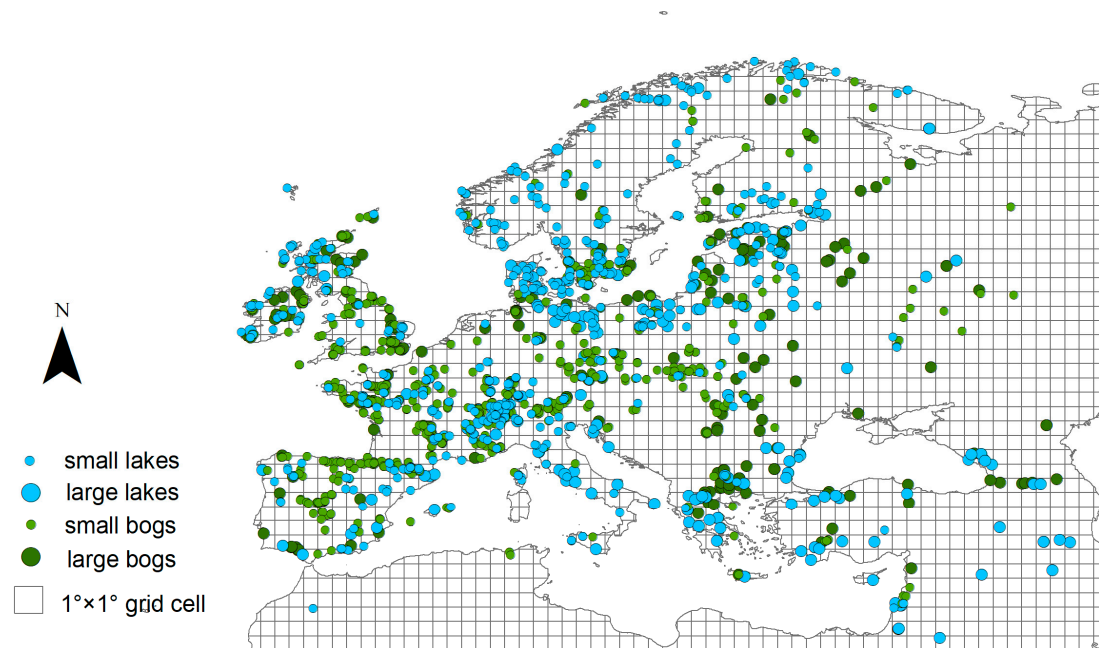 N
small lakes
large lakes
small bogs
large bogs
1°×1° grid cell